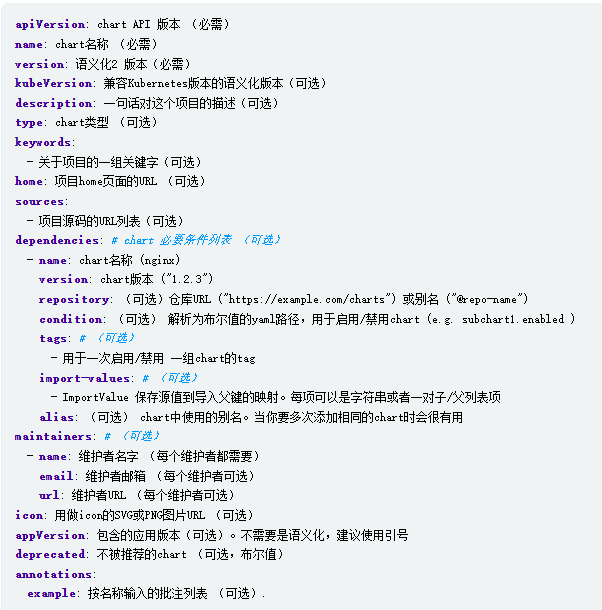 apiVersion: chart API 版本 （必需）
name: chart名称 （必需）
version: 语义化2 版本（必需）
kubeVersion: 兼容Kubernetes版本的语义化版本（可选）
description: 一句话对这个项目的描述（可选）
type: chart类型 （可选）
keywords:
  - 关于项目的一组关键字（可选）
home: 项目home页面的URL （可选）
sources:
  - 项目源码的URL列表（可选）
dependencies: # chart 必要条件列表 （可选）
  - name: chart名称 (nginx)
    version: chart版本 ("1.2.3")
    repository: （可选）仓库URL ("https://example.com/charts") 或别名 ("@repo-name")
    condition: （可选） 解析为布尔值的yaml路径，用于启用/禁用chart (e.g. subchart1.enabled )
    tags: # （可选）
      - 用于一次启用/禁用 一组chart的tag
    import-values: # （可选）
      - ImportValue 保存源值到导入父键的映射。每项可以是字符串或者一对子/父列表项
    alias: （可选） chart中使用的别名。当你要多次添加相同的chart时会很有用
maintainers: # （可选）
  - name: 维护者名字 （每个维护者都需要）
    email: 维护者邮箱 （每个维护者可选）
    url: 维护者URL （每个维护者可选）
icon: 用做icon的SVG或PNG图片URL （可选）
appVersion: 包含的应用版本（可选）。不需要是语义化，建议使用引号
deprecated: 不被推荐的chart （可选，布尔值）
annotations:
  example: 按名称输入的批注列表 （可选）.